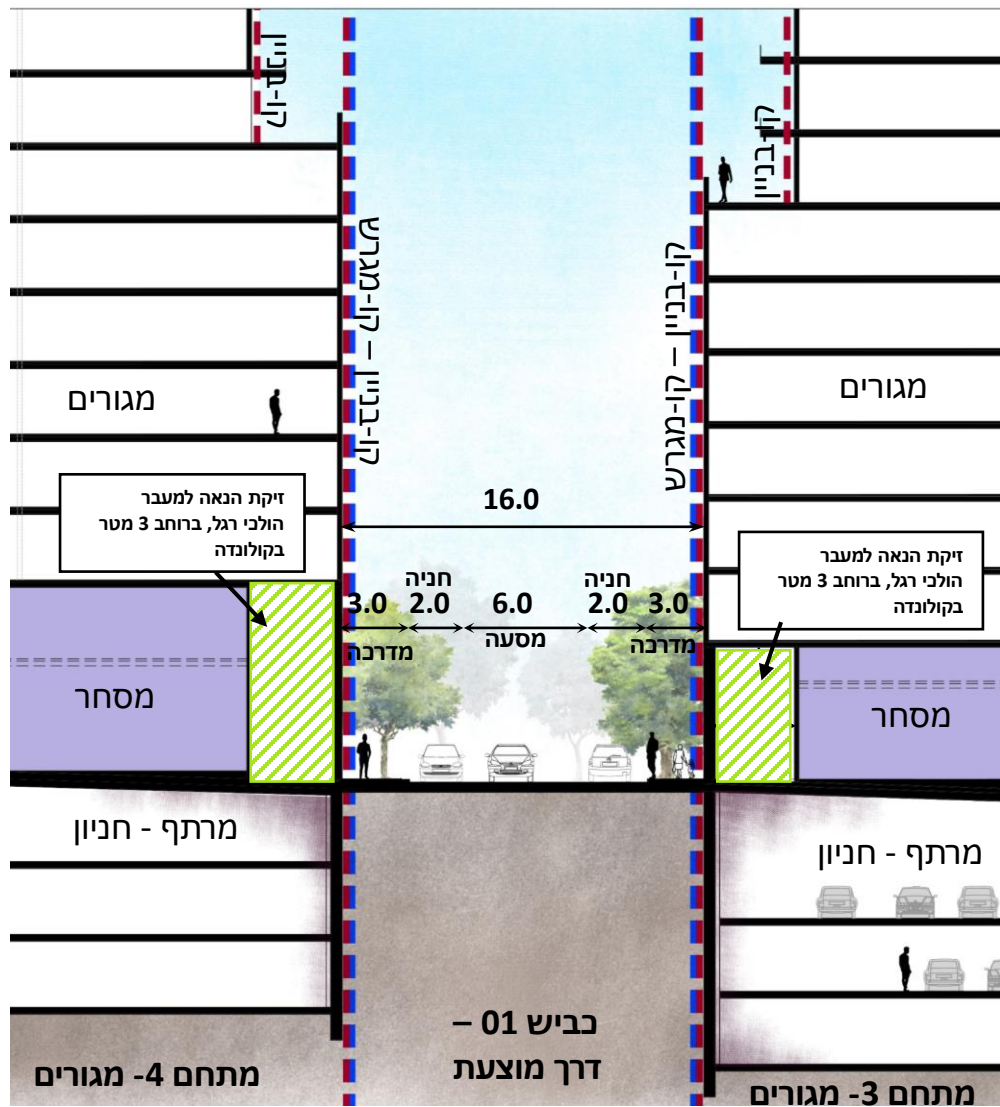 קו-בניין
קו-בניין
קו-בניין – קו-מגרש
קו-בניין – קו-מגרש
מגורים
מגורים
זיקת הנאה למעבר
הולכי רגל, ברוחב 3 מטר
בקולונדה
16.0
זיקת הנאה למעבר
הולכי רגל, ברוחב 3 מטר
בקולונדה
חניה
חניה
3.0 2.0 6.0 2.0 3.0
מדרכה
מסעה
מדרכה
מסחר
מסחר
מרתף - חניון
מרתף - חניון
כביש 01 –
דרך מוצעת
מתחם 3- מגורים
מתחם 4- מגורים